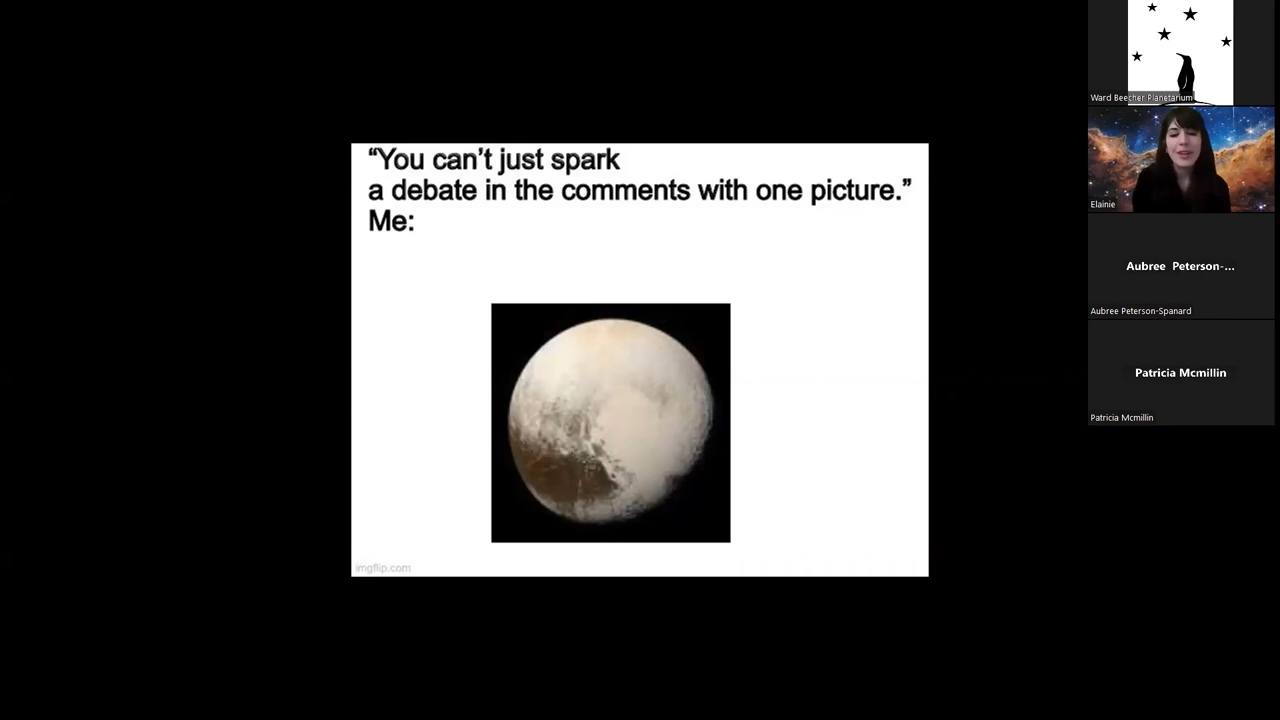 “You can’t just spark
a debate in the comments with one picture.”
Me:
imgflip.com
Ward Beecher Planetarium
Elainie
Aubree Peterson-...
Aubree Peterson-Spanard
Patricia Mcmillin
Patricia Mcmillin